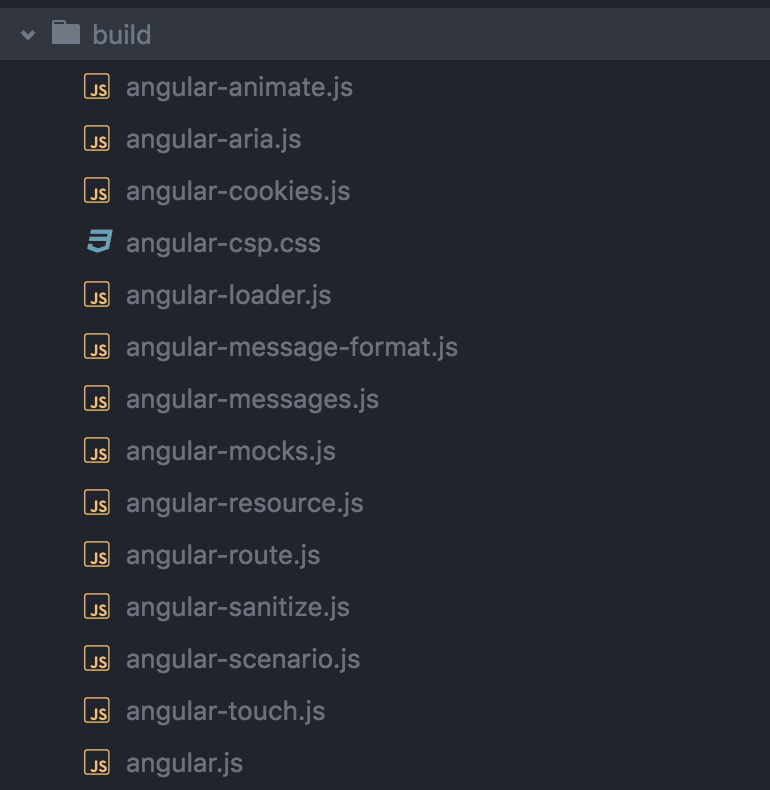 build
JS angular-animate.js
JS angular-aria.js
JS angular-cookies.js
angular-csp.css
JS angular-loader.js
JS angular-message-format.js
JS angular-messages.js
JS angular-mocks.js
JS angular-resource.js
JS angular-route.js
JS angular-sanitize.js
JS angular-scenario.js
JS angular-touch.js
JS angular.js